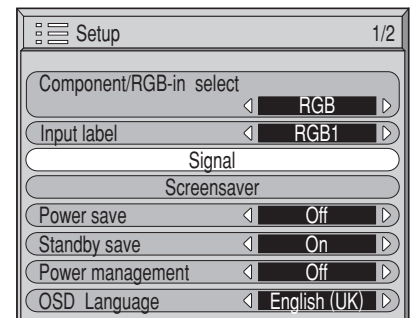 Setup 1/2
Component/RGB-in select
RGB
Input label RGB1
Signal
Screensaver
Power save Off
Standby save On
Power management Off
OSD Language English (UK)